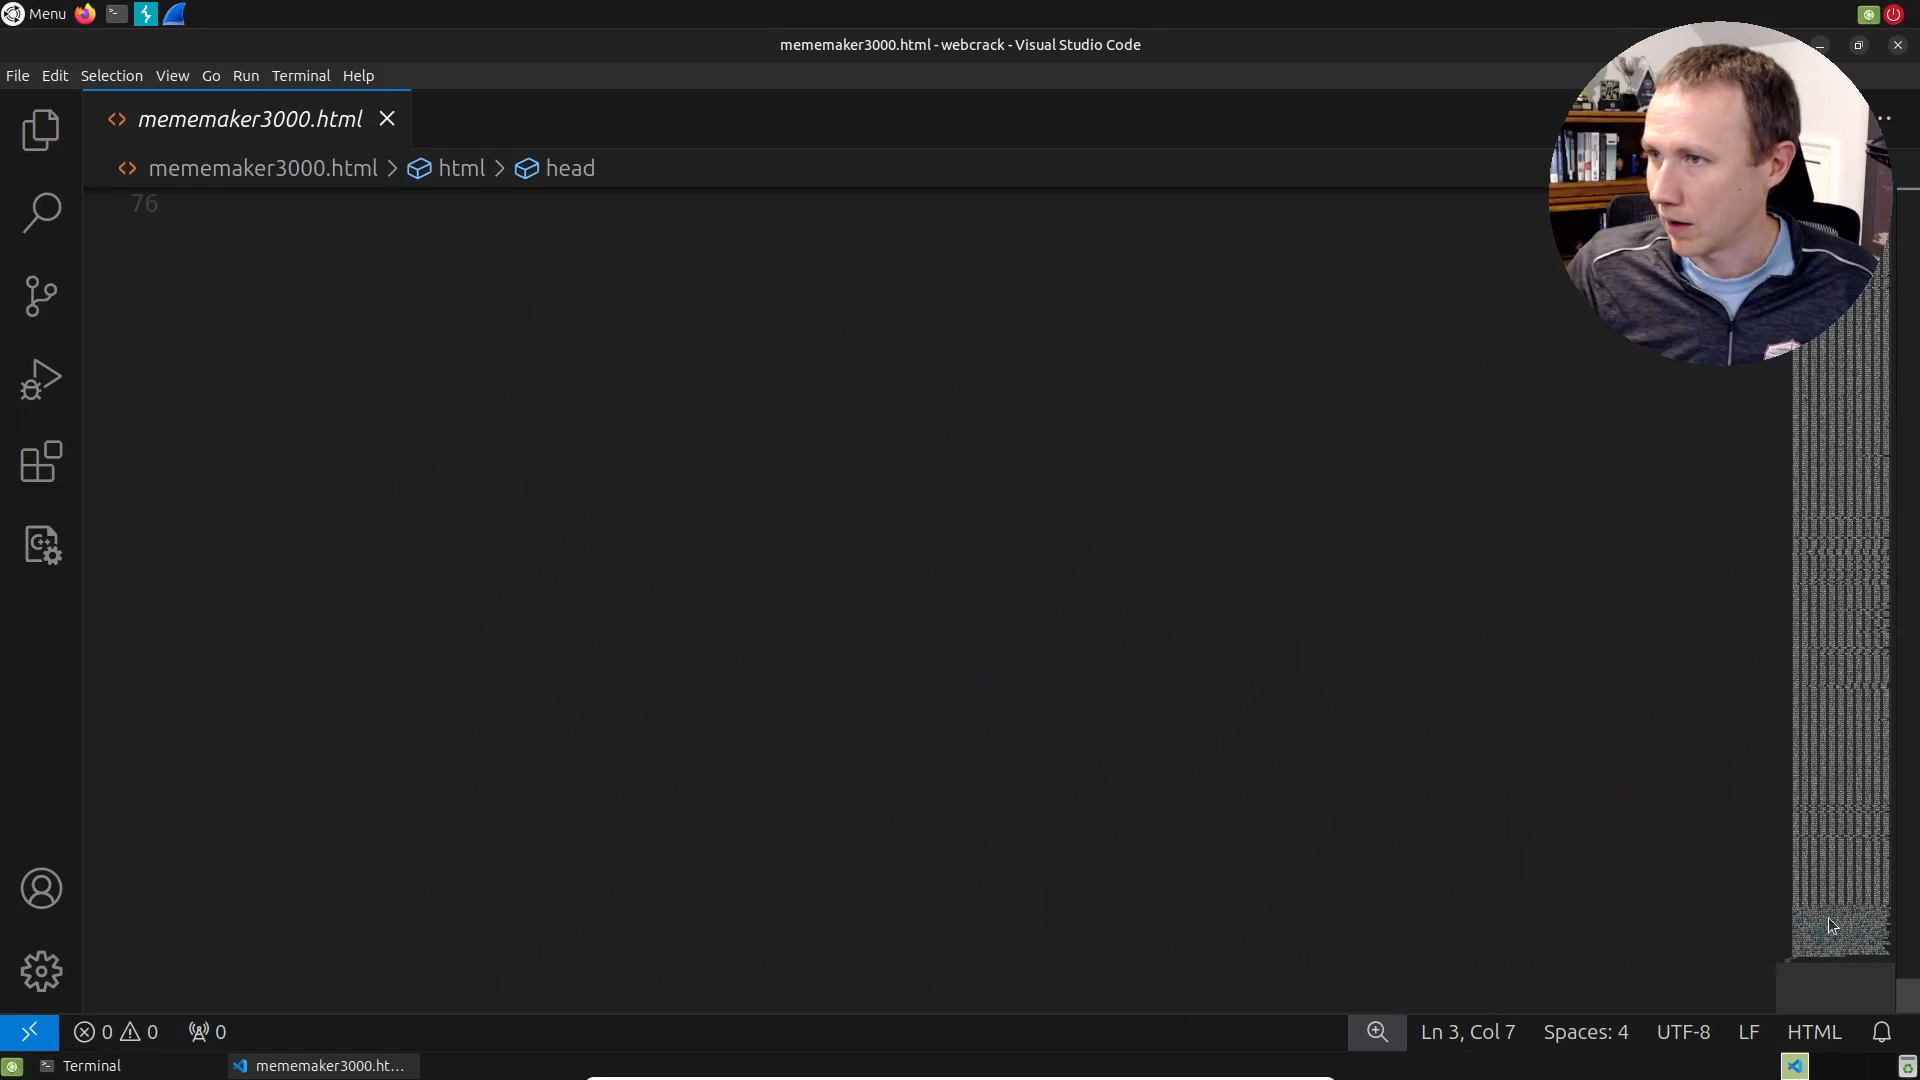 Menu
mememaker3000.html - webcrack - Visual Studio Code
File Edit Selection View Go Run Terminal Help
mememaker3000.html
mememaker3000.html > html > head
76
0 0 0
Ln 3, Col 7 Spaces: 4 UTF-8 LF HTML
Terminal mememaker3000.ht...